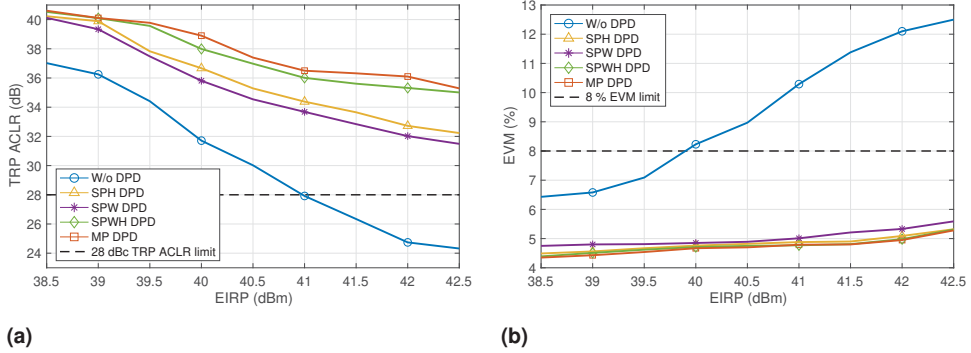 40
38
36
34
32
30
28
26
24
TRP ACLR (dB)
W/o DPD
SPH DPD
SPW DPD
SPWH DPD
MP DPD
28 dBc TRP ACLR limit
38.5 39 39.5 40 40.5 41 41.5 42 42.5
EIRP (dBm)
(a)
13
12
11
10
9
8
7
6
5
4
EVM (%)
W/o DPD
SPH DPD
SPW DPD
SPWH DPD
MP DPD
8 % EVM limit
38.5 39 39.5 40 40.5 41 41.5 42 42.5
EIRP (dBm)
(b)